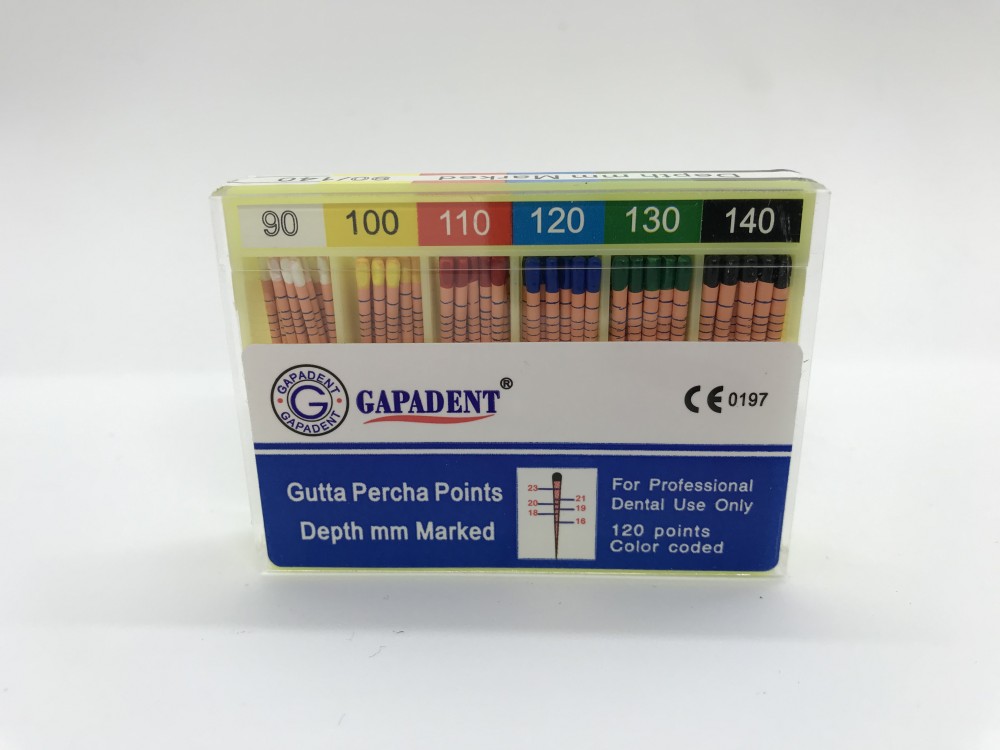 Depth mm Marked
90/140
90 100 110 120 130 140
GAPADENT
G
GAPADENT
GAPADENT®
CE 0197
Gutta Percha Points
Depth mm Marked
23
21
20
19
18
16
For Professional
Dental Use Only
120 points
Color coded